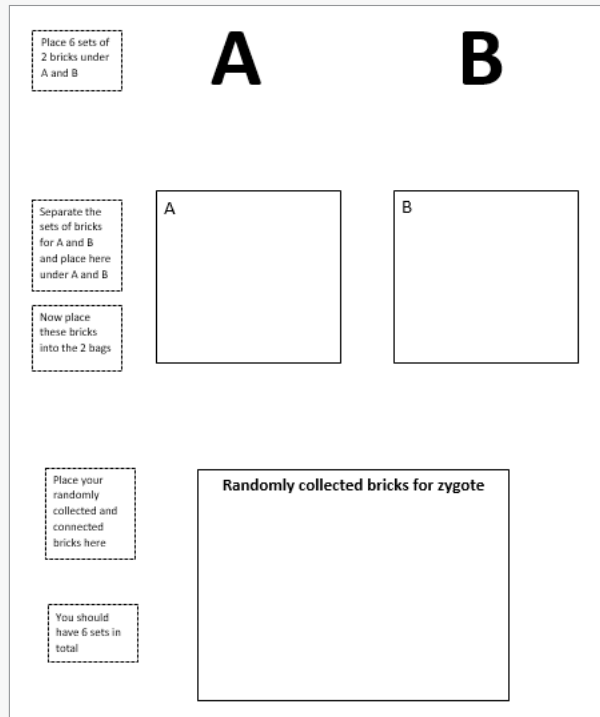 Place 6 sets of
2 bricks under
A and B
A
B
Separate the
sets of bricks
for A and B
and place here
under A and B
A
B
Now place
these bricks
into the 2 bags
Place your
randomly
collected and
connected
bricks here
Randomly collected bricks for zygote
You should
have 6 sets in
total